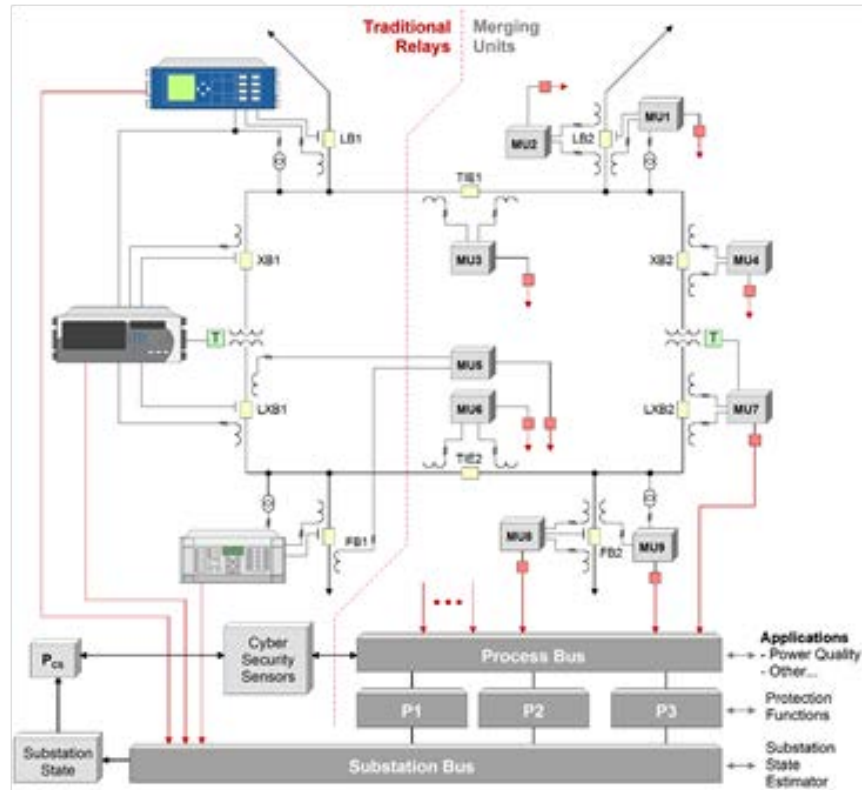 Traditional
Relays
Merging
Units
LB1
MU2
LB2
MU1
TIE1
XB1
MU3
XB2
MU4
T
T
MU5
LXB1
MU6
LXB2
MU7
TIE2
FB1
MU8
FB2
MU9
Cyber
Security
Sensors
Process Bus
Applications
- Power Quality
- Other...
PCS
P1
P2
P3
Protection
Functions
Substation
State
Substation Bus
Substation
State
Estimator